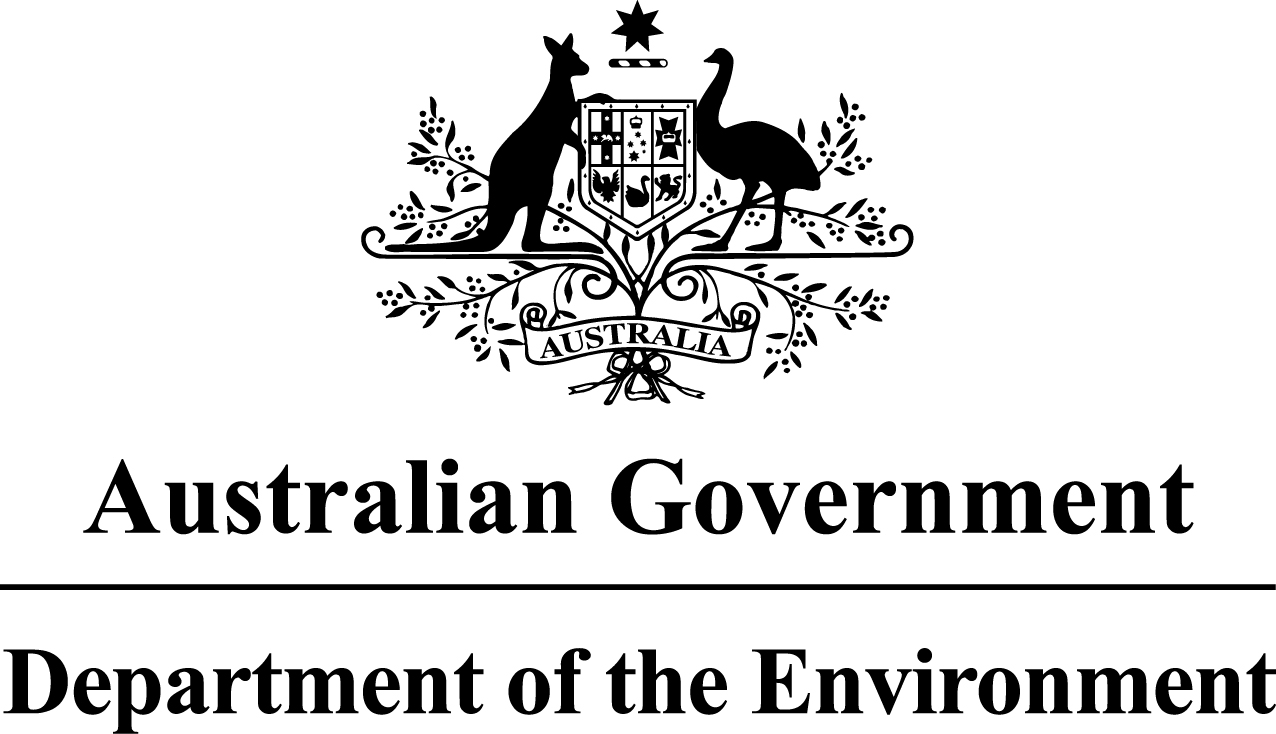 AUSTRALIA
Australian Government
Department of the Environment